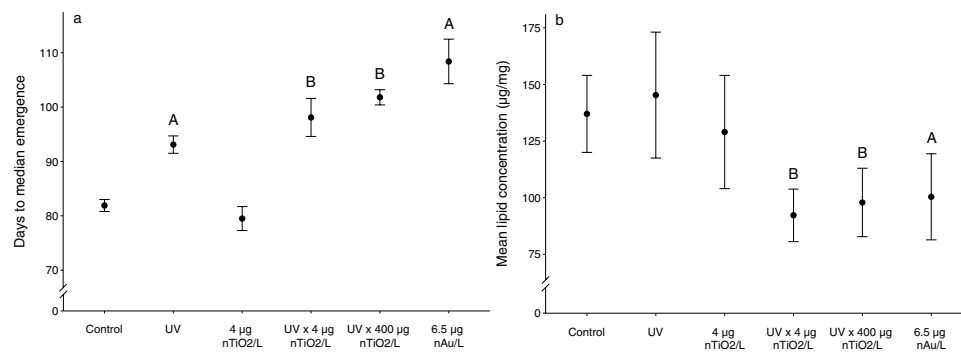 a
Days to median emergence
110
100
90
80
70
0
A
B
B
A
Control
UV
4 µg
nTiO2/L
UV x 4 µg
nTiO2/L
UV x 400 µg
nTiO2/L
6.5 µg
nAu/L
b
Mean lipid concentration (µg/mg)
175
150
125
100
75
0
B
B
A
Control
UV
4 µg
nTiO2/L
UV x 4 µg
nTiO2/L
UV x 400 µg
nTiO2/L
6.5 µg
nAu/L